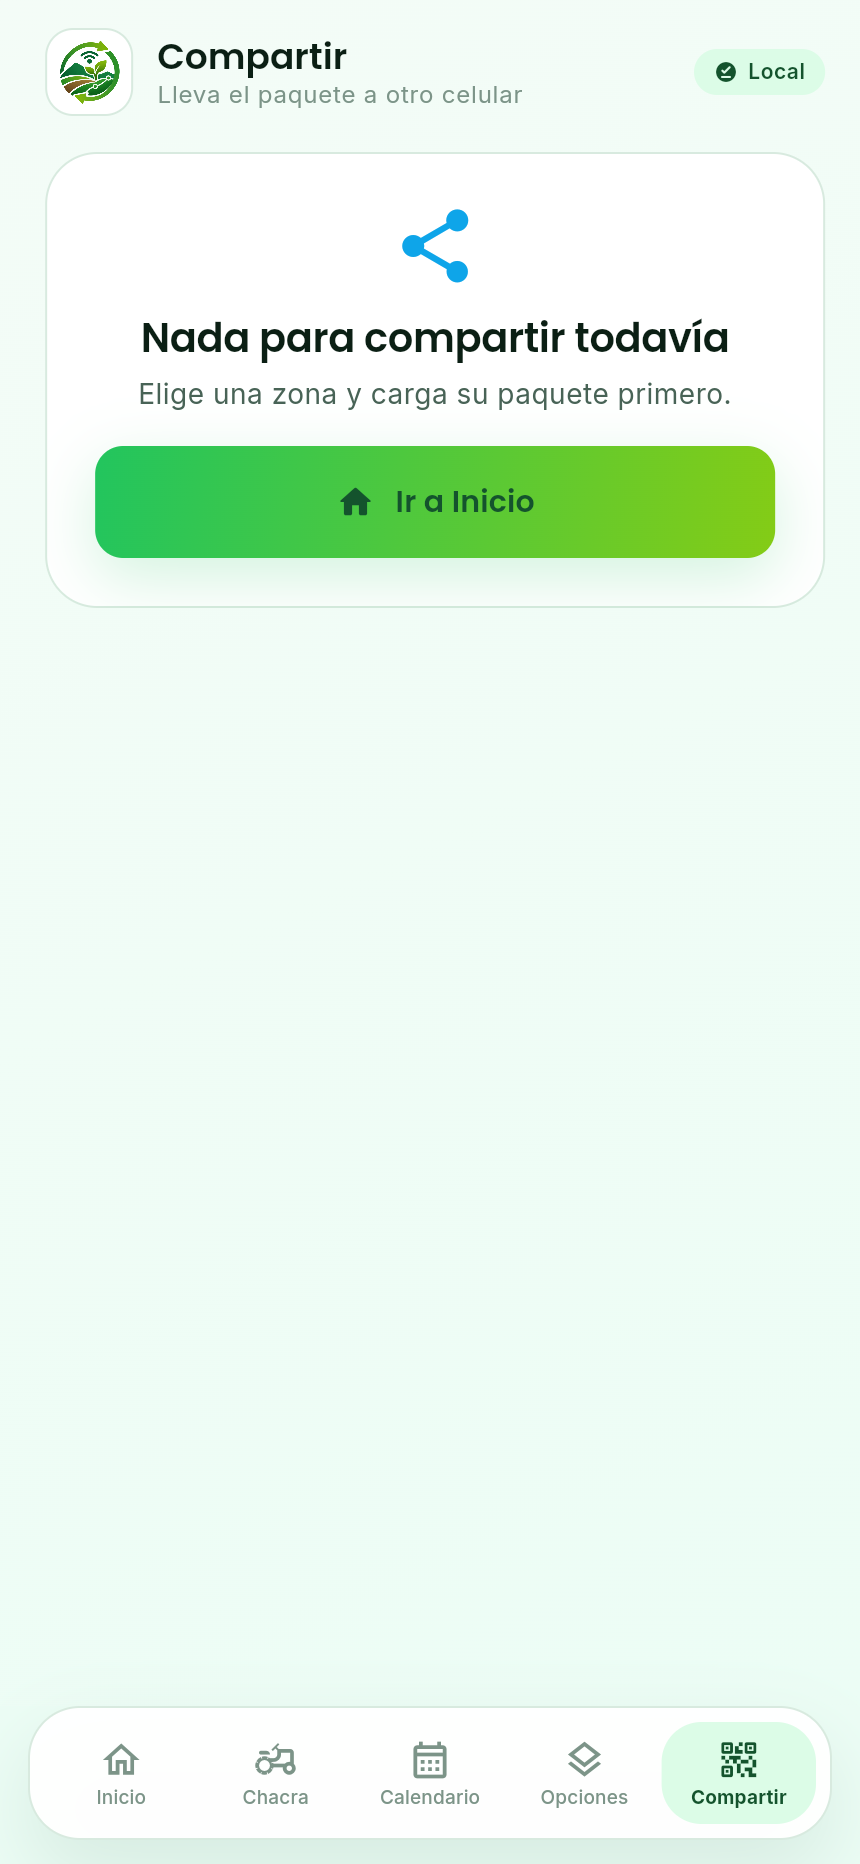 Compartir
Lleva el paquete a otro celular
Local
Nada para compartir todavía
Elige una zona y carga su paquete primero.
Ir a Inicio
Inicio
Chacra
Calendario
Opciones
Compartir